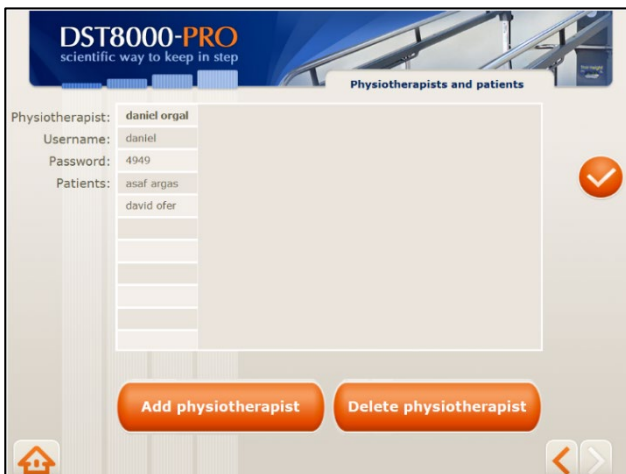 DST8000-PRO
scientific way to keep in step
Physiotherapists and patients
Physiotherapist: daniel orgal
Username: daniel
Password: 4949
Patients: asaf argas
david ofer
Add physiotherapist
Delete physiotherapist